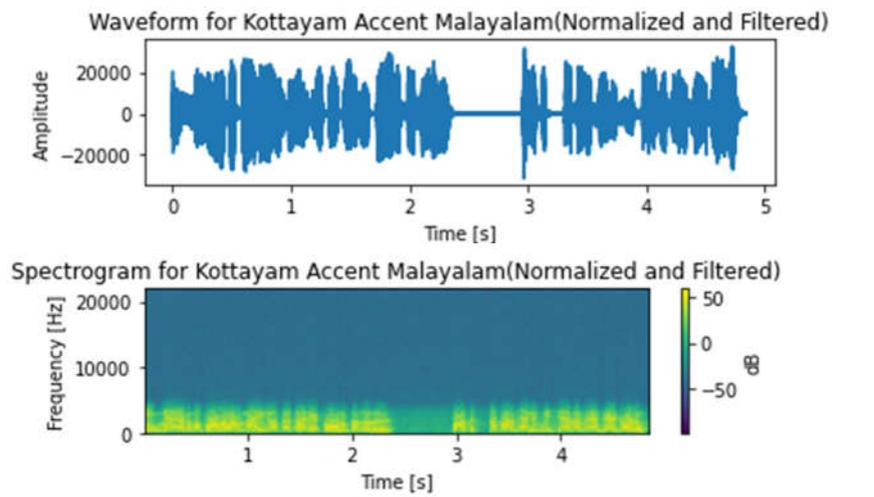 Waveform for Kottayam Accent Malayalam(Normalized and Filtered)
20000
0
−20000
Amplitude
0 1 2 3 4 5
Time [s]
Spectrogram for Kottayam Accent Malayalam(Normalized and Filtered)
20000
10000
0
Frequency [Hz]
1 2 3 4
Time [s]
50
0
−50
dB